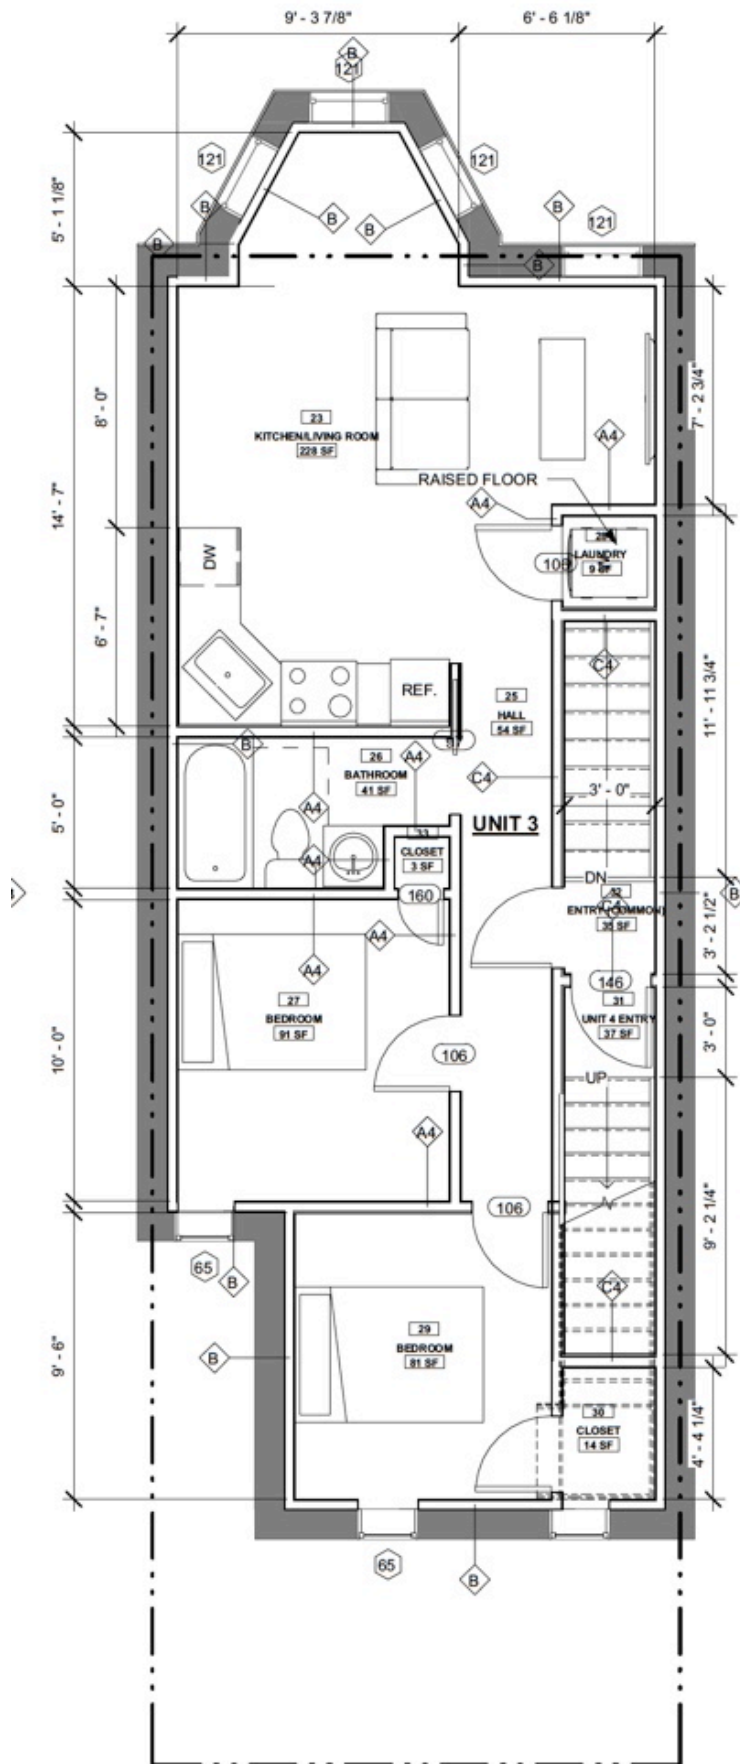 9' - 3 7/8"
6' - 6 1/8"
B
121
121
121
B
B
B
B
B
B
121
5' - 1 1/8"
8' - 0"
14' - 7"
6' - 7"
7' - 2 3/4"
23
KITCHEN/LIVING ROOM
228 SF
A4
RAISED FLOOR
A4
DW
LAUNDRY
9 SF
REF.
C4
25
HALL
54 SF
11' - 11 3/4"
B
26
BATHROOM
41 SF
A4
C4
3' - 0"
5' - 0"
A4
UNIT 3
33
CLOSET
3 SF
A4
DN
32
ENTRY (COMMON)
35 SF
C4
B
160
A4
3' - 2 1/2"
A4
146
27
BEDROOM
91 SF
31
UNIT 4 ENTRY
37 SF
3' - 0"
10' - 0"
106
UP
A4
106
9' - 2 1/4"
65
B
C4
29
BEDROOM
81 SF
B
9' - 6"
30
CLOSET
14 SF
4' - 4 1/4"
65
B